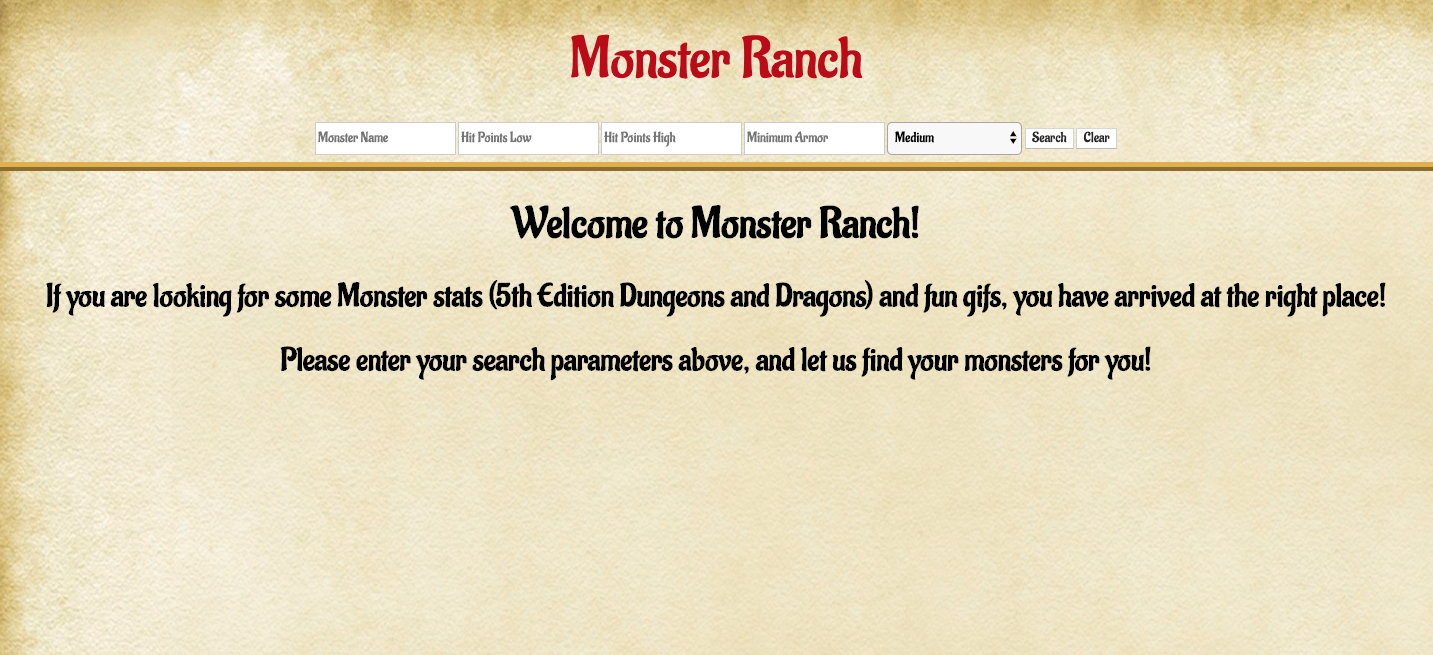 Monster Ranch
Monster Name Hit Points Low Hit Points High Minimum Armor Medium Search Clear
Welcome to Monster Ranch!
If you are looking for some Monster stats (5th Edition Dungeons and Dragons) and fun gifs, you have arrived at the right place!
Please enter your search parameters above, and let us find your monsters for you!